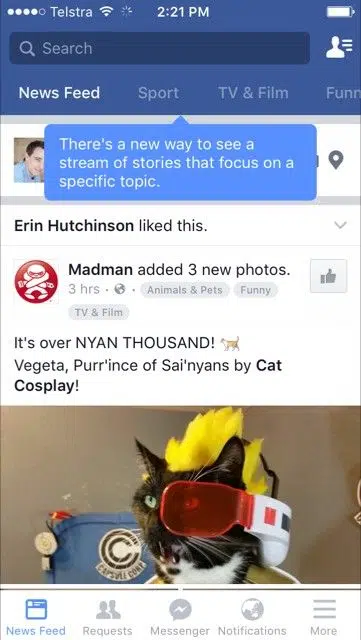 Telstra 2:21 PM
Search
News Feed Sport TV & Film Funn
There's a new way to see a
stream of stories that focus on a
specific topic.
Erin Hutchinson liked this.
Madman added 3 new photos.
3 hrs · Animals & Pets Funny
TV & Film
It's over NYAN THOUSAND!
Vegeta, Purr'ince of Sai'nyans by Cat
Cosplay!
CAPSULE CORP
News Feed Requests Messenger Notifications More